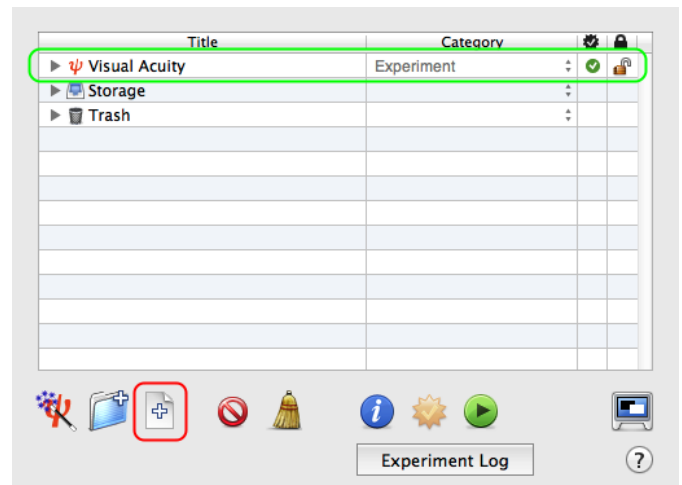 Title Category
ψ Visual Acuity Experiment
Storage
Trash
Experiment Log
?